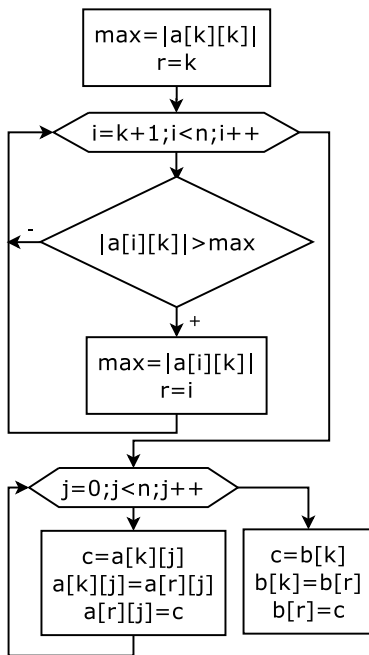 max=|a[k][k]|
r=k
i=k+1;i<n;i++
|a[i][k]|>max
-
+
max=|a[i][k]|
r=i
j=0;j<n;j++
c=a[k][j]
a[k][j]=a[r][j]
a[r][j]=c
c=b[k]
b[k]=b[r]
b[r]=c